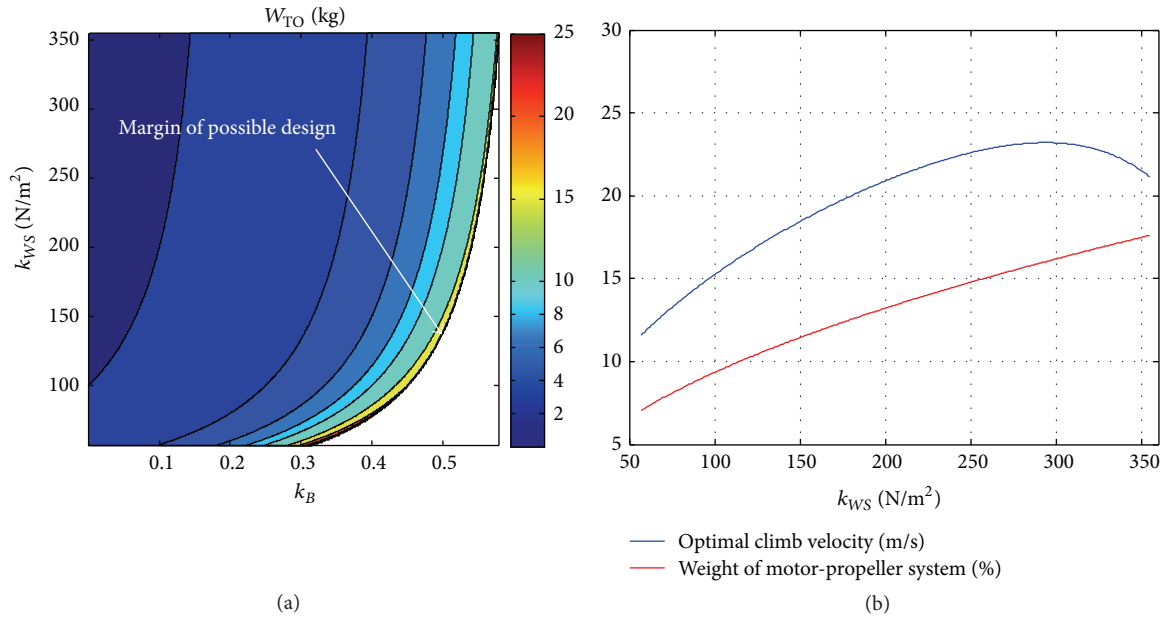 W_TO (kg)
350
300
250
200
150
100
k_WS (N/m²)
Margin of possible design
0.1 0.2 0.3 0.4 0.5
k_B
25
20
15
10
8
6
4
2
(a)
30
25
20
15
10
5
50 100 150 200 250 300 350
k_WS (N/m²)
Optimal climb velocity (m/s)
Weight of motor-propeller system (%)
(b)